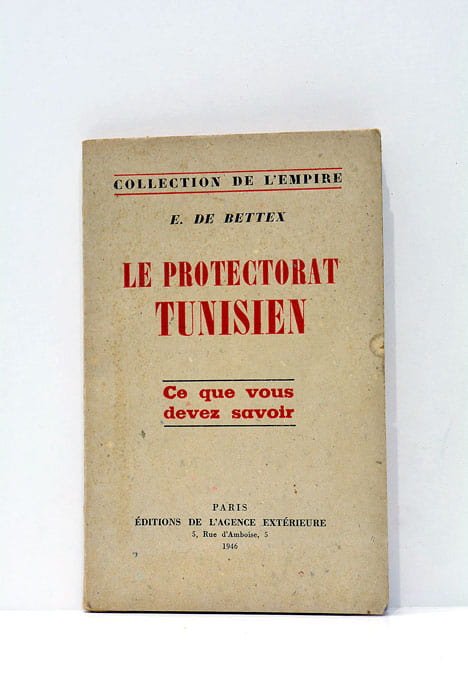 COLLECTION DE L'EMPIRE
E. DE BETTEX
LE PROTECTORAT
TUNISIEN
Ce que vous
devez savoir
PARIS
ÉDITIONS DE L'AGENCE EXTÉRIEURE
5, Rue d'Amboise, 5
1946